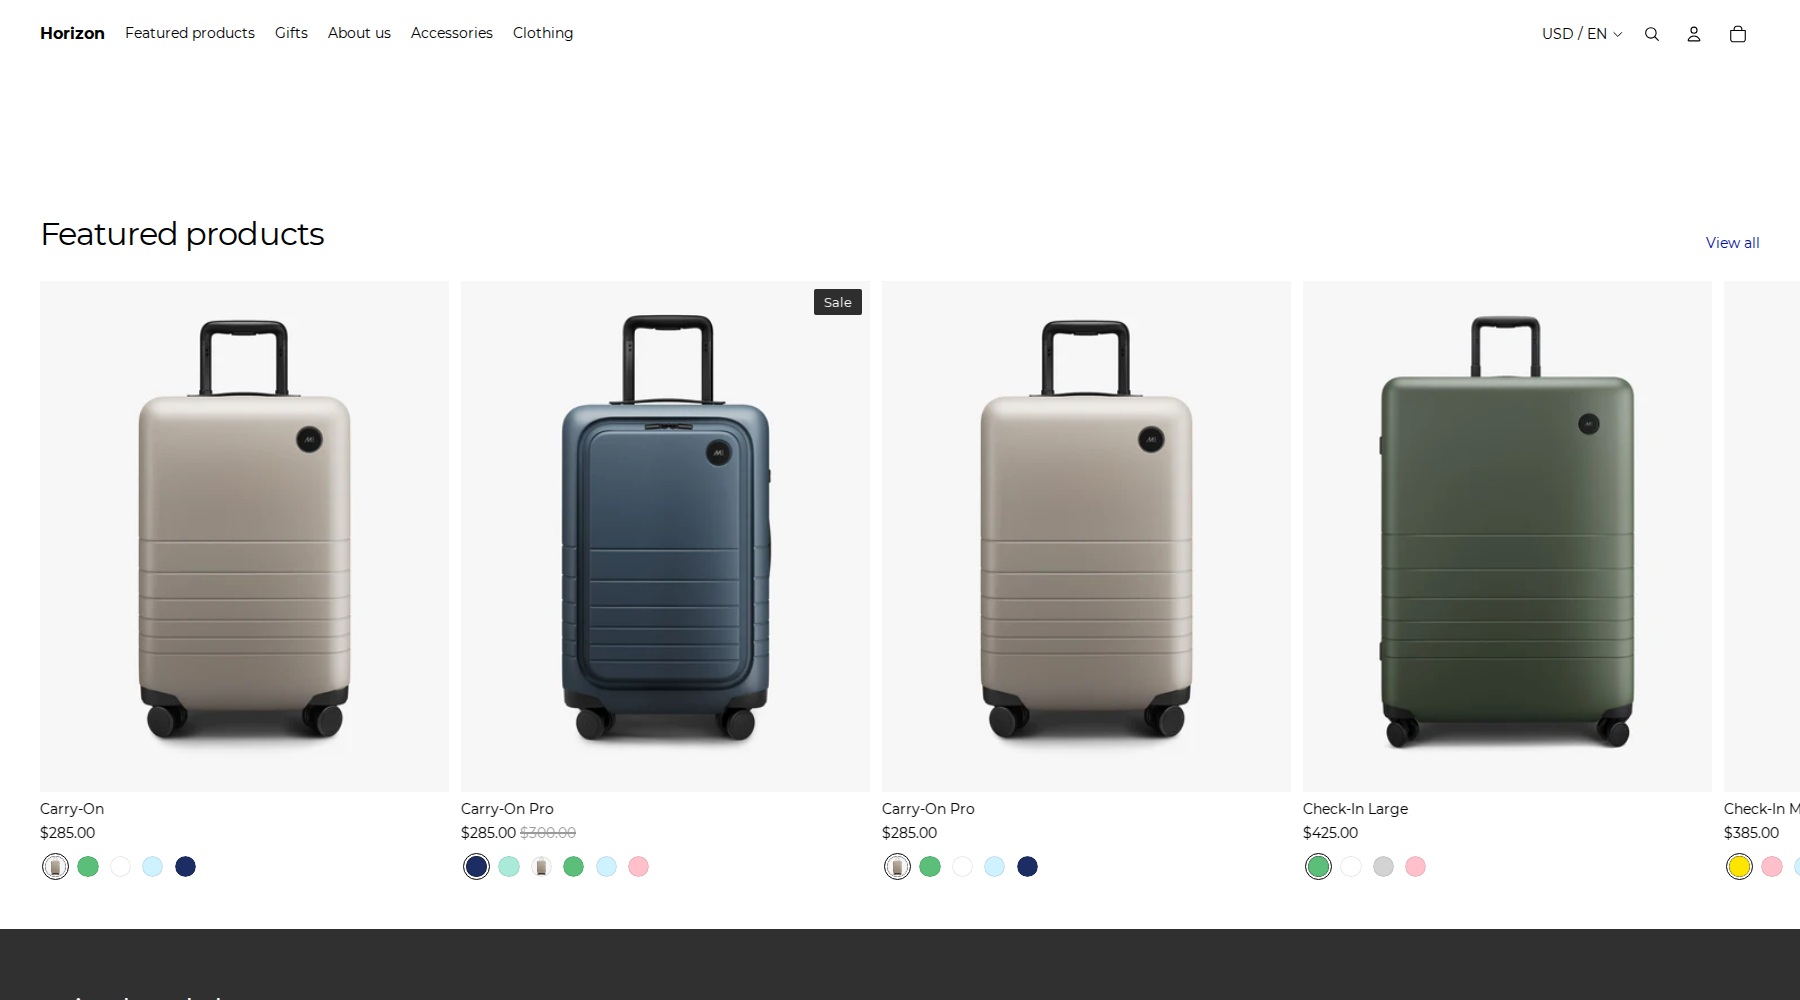 Horizon Featured products Gifts About us Accessories Clothing USD / EN
Featured products
View all
Sale
Carry-On
$285.00
Carry-On Pro
$285.00 $300.00
Carry-On Pro
$285.00
Check-In Large
$425.00
Check-In M
$385.00